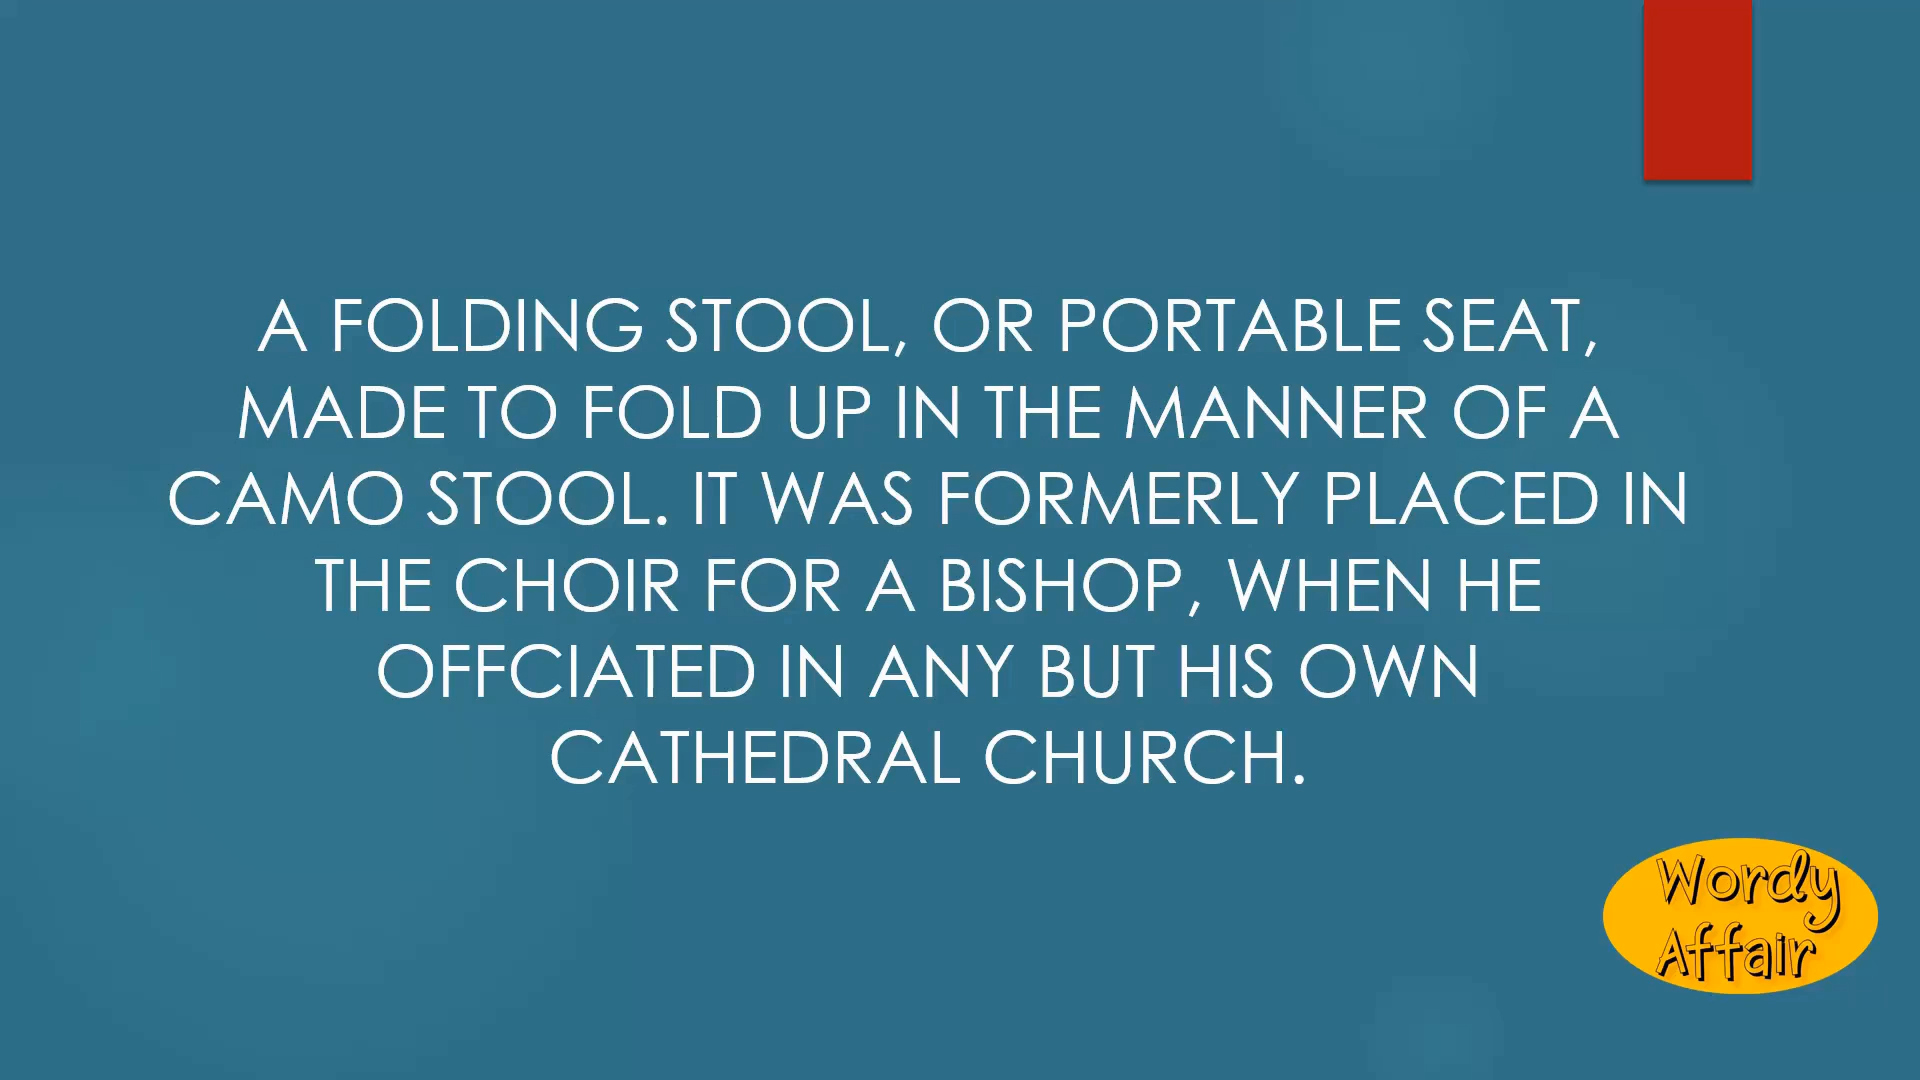 A FOLDING STOOL, OR PORTABLE SEAT,
MADE TO FOLD UP IN THE MANNER OF A
CAMO STOOL. IT WAS FORMERLY PLACED IN
THE CHOIR FOR A BISHOP, WHEN HE
OFFCIATED IN ANY BUT HIS OWN
CATHEDRAL CHURCH.
Wordy
Affair